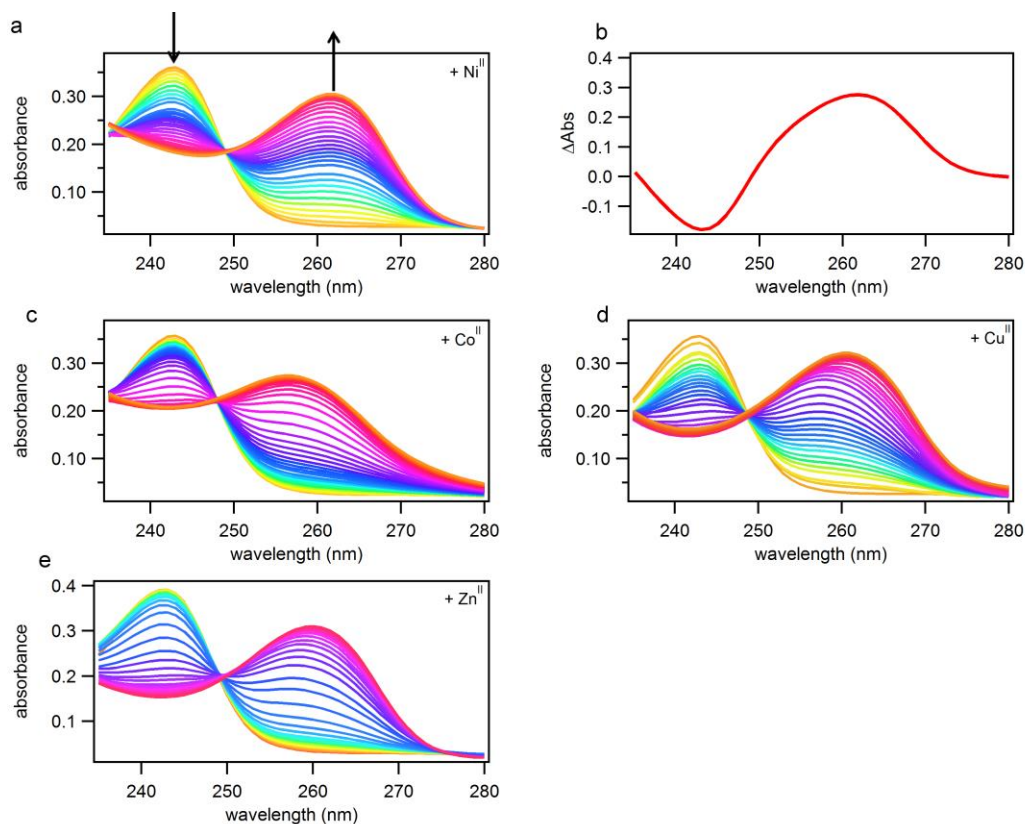 a
+ Ni^II
0.30
0.20
0.10
absorbance
240 250 260 270 280
wavelength (nm)
b
0.4
0.3
0.2
0.1
0.0
-0.1
ΔAbs
240 250 260 270 280
wavelength (nm)
c
+ Co^II
0.30
0.20
0.10
absorbance
240 250 260 270 280
wavelength (nm)
d
+ Cu^II
0.30
0.20
0.10
absorbance
240 250 260 270 280
wavelength (nm)
e
+ Zn^II
0.4
0.3
0.2
0.1
absorbance
240 250 260 270 280
wavelength (nm)